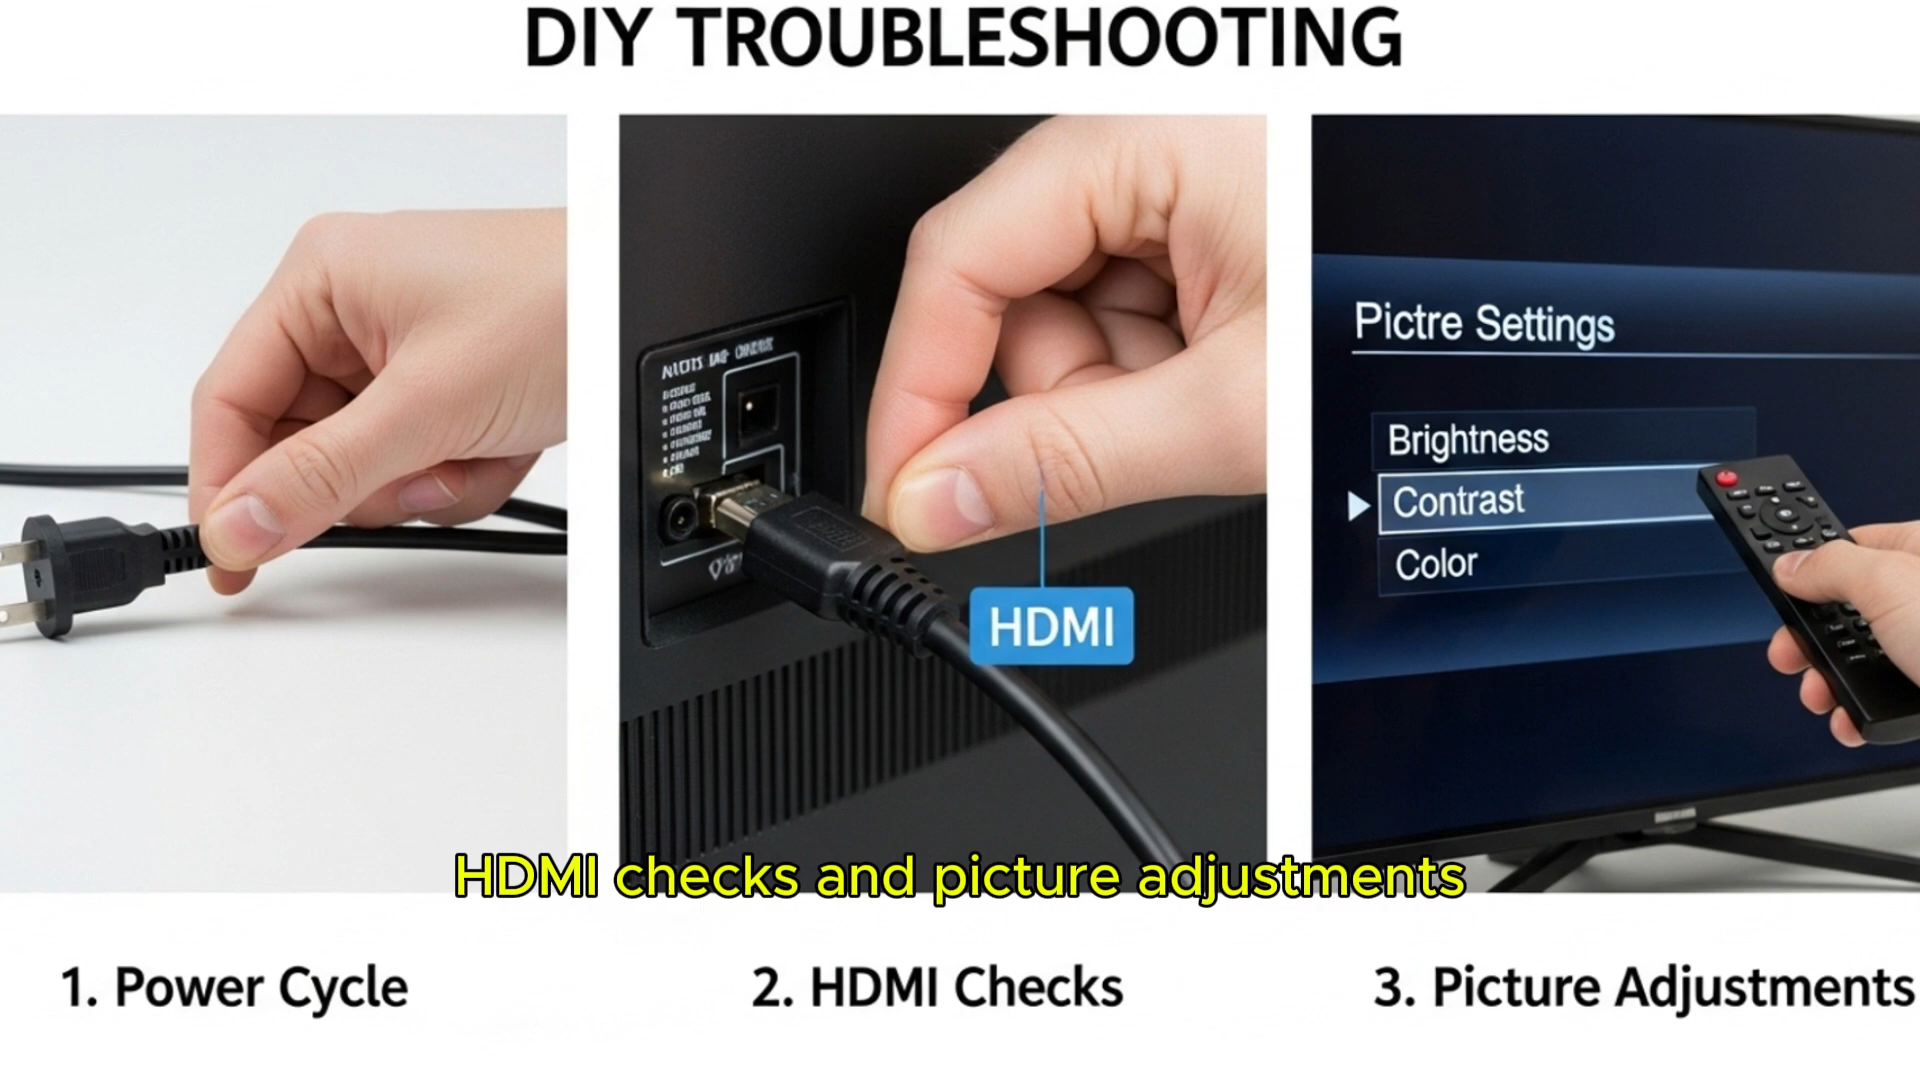 DIY TROUBLESHOOTING
HDMI
Pictre Settings
Brightness
Contrast
Color
HDMI checks and picture adjustments
1. Power Cycle
2. HDMI Checks
3. Picture Adjustments